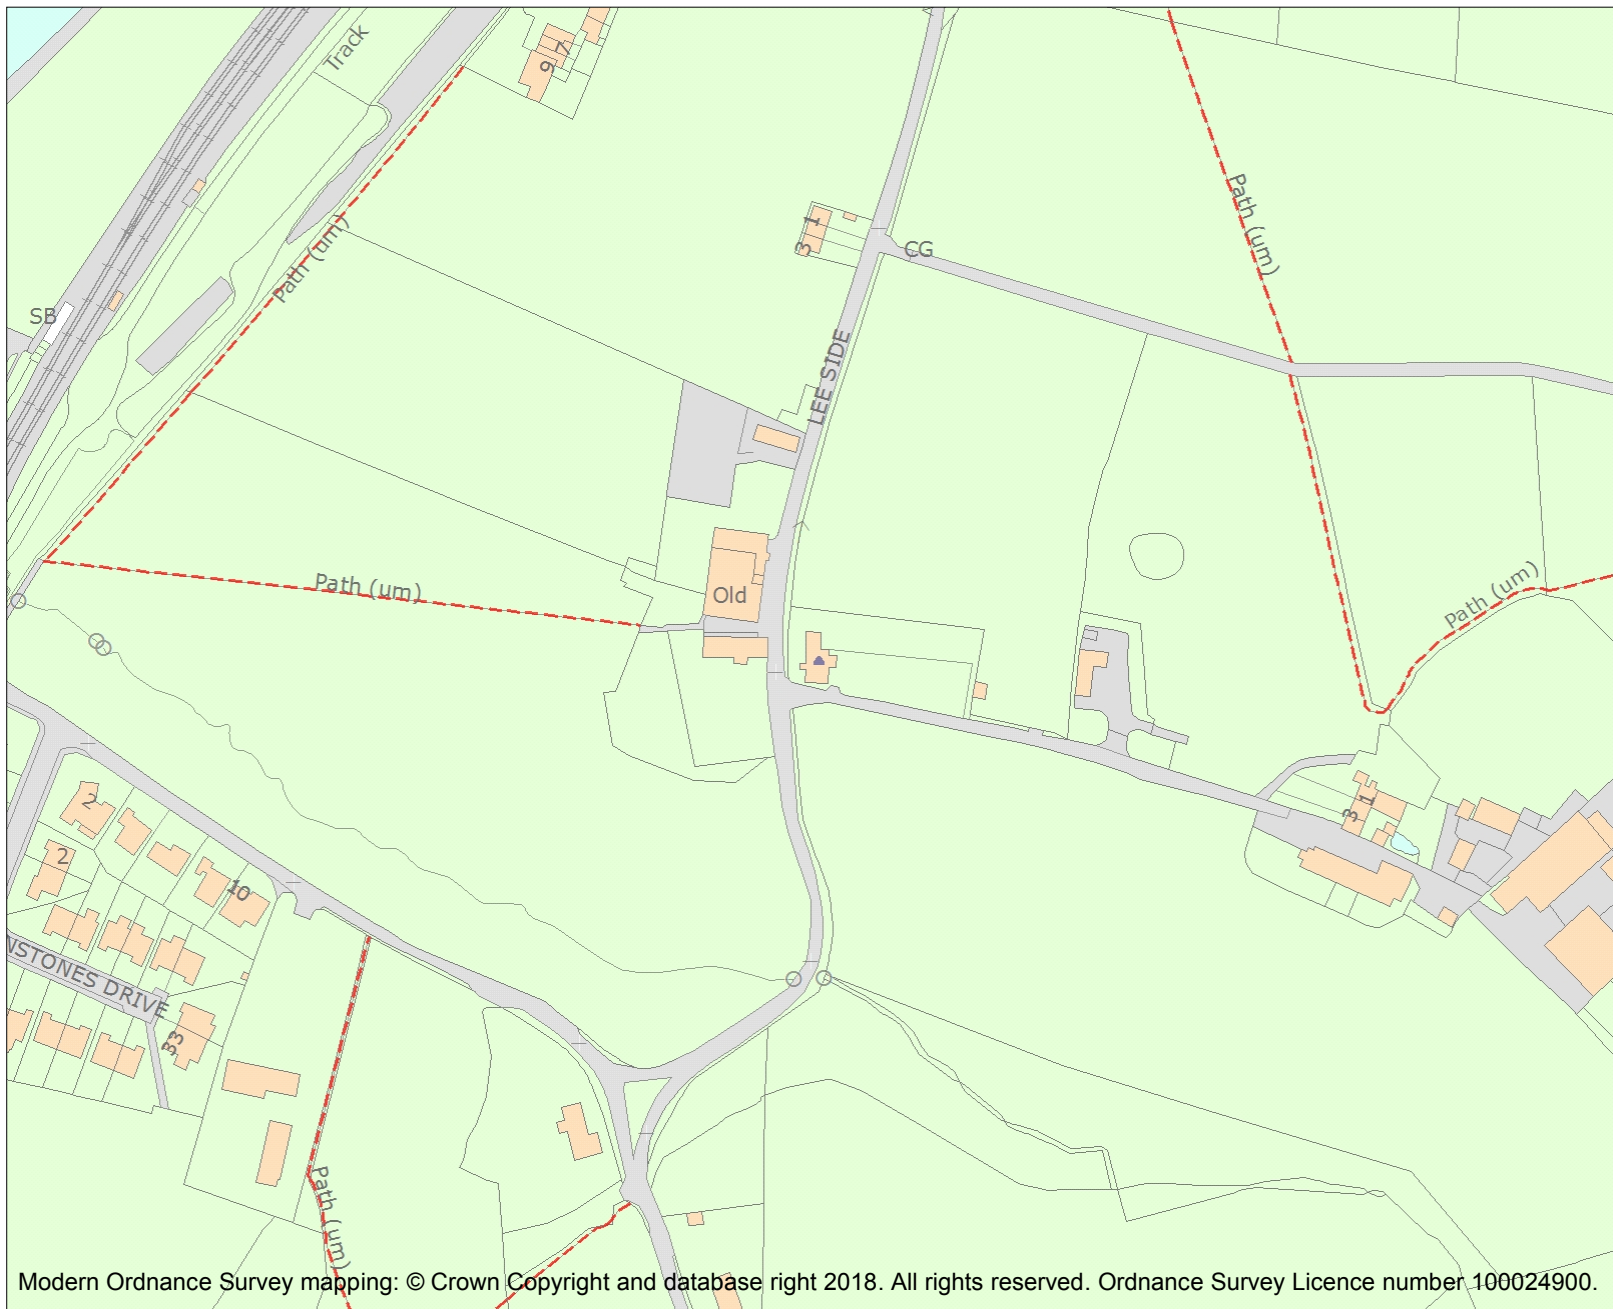 Track
9
7
Path (um)
1
3
CG
Path (um)
SB
LEE SIDE
Path (um)
Old
Path (um)
2
2
10
1
3
NSTONES DRIVE
33
Path (um)
Modern Ordnance Survey mapping: © Crown Copyright and database right 2018. All rights reserved. Ordnance Survey Licence number 100024900.